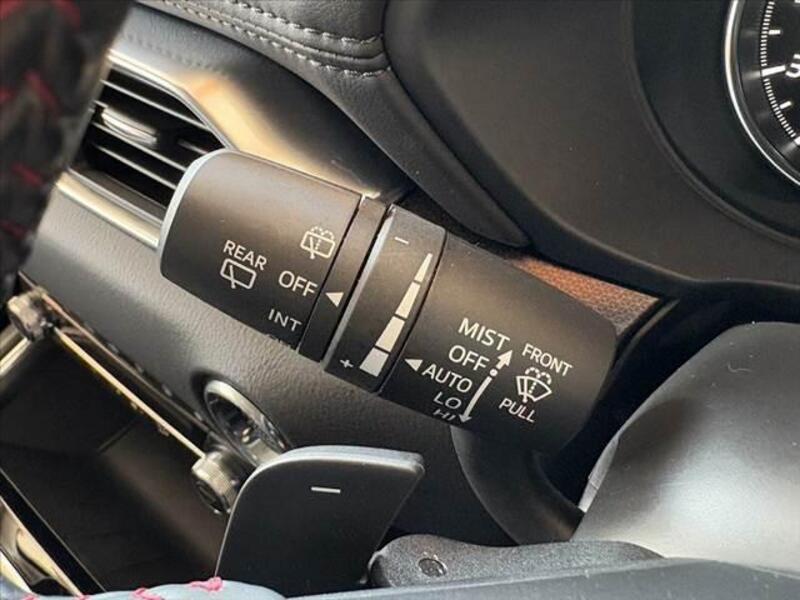 REAR
OFF
INT
−
+
MIST
OFF
AUTO
LO
HI
FRONT
PULL
−